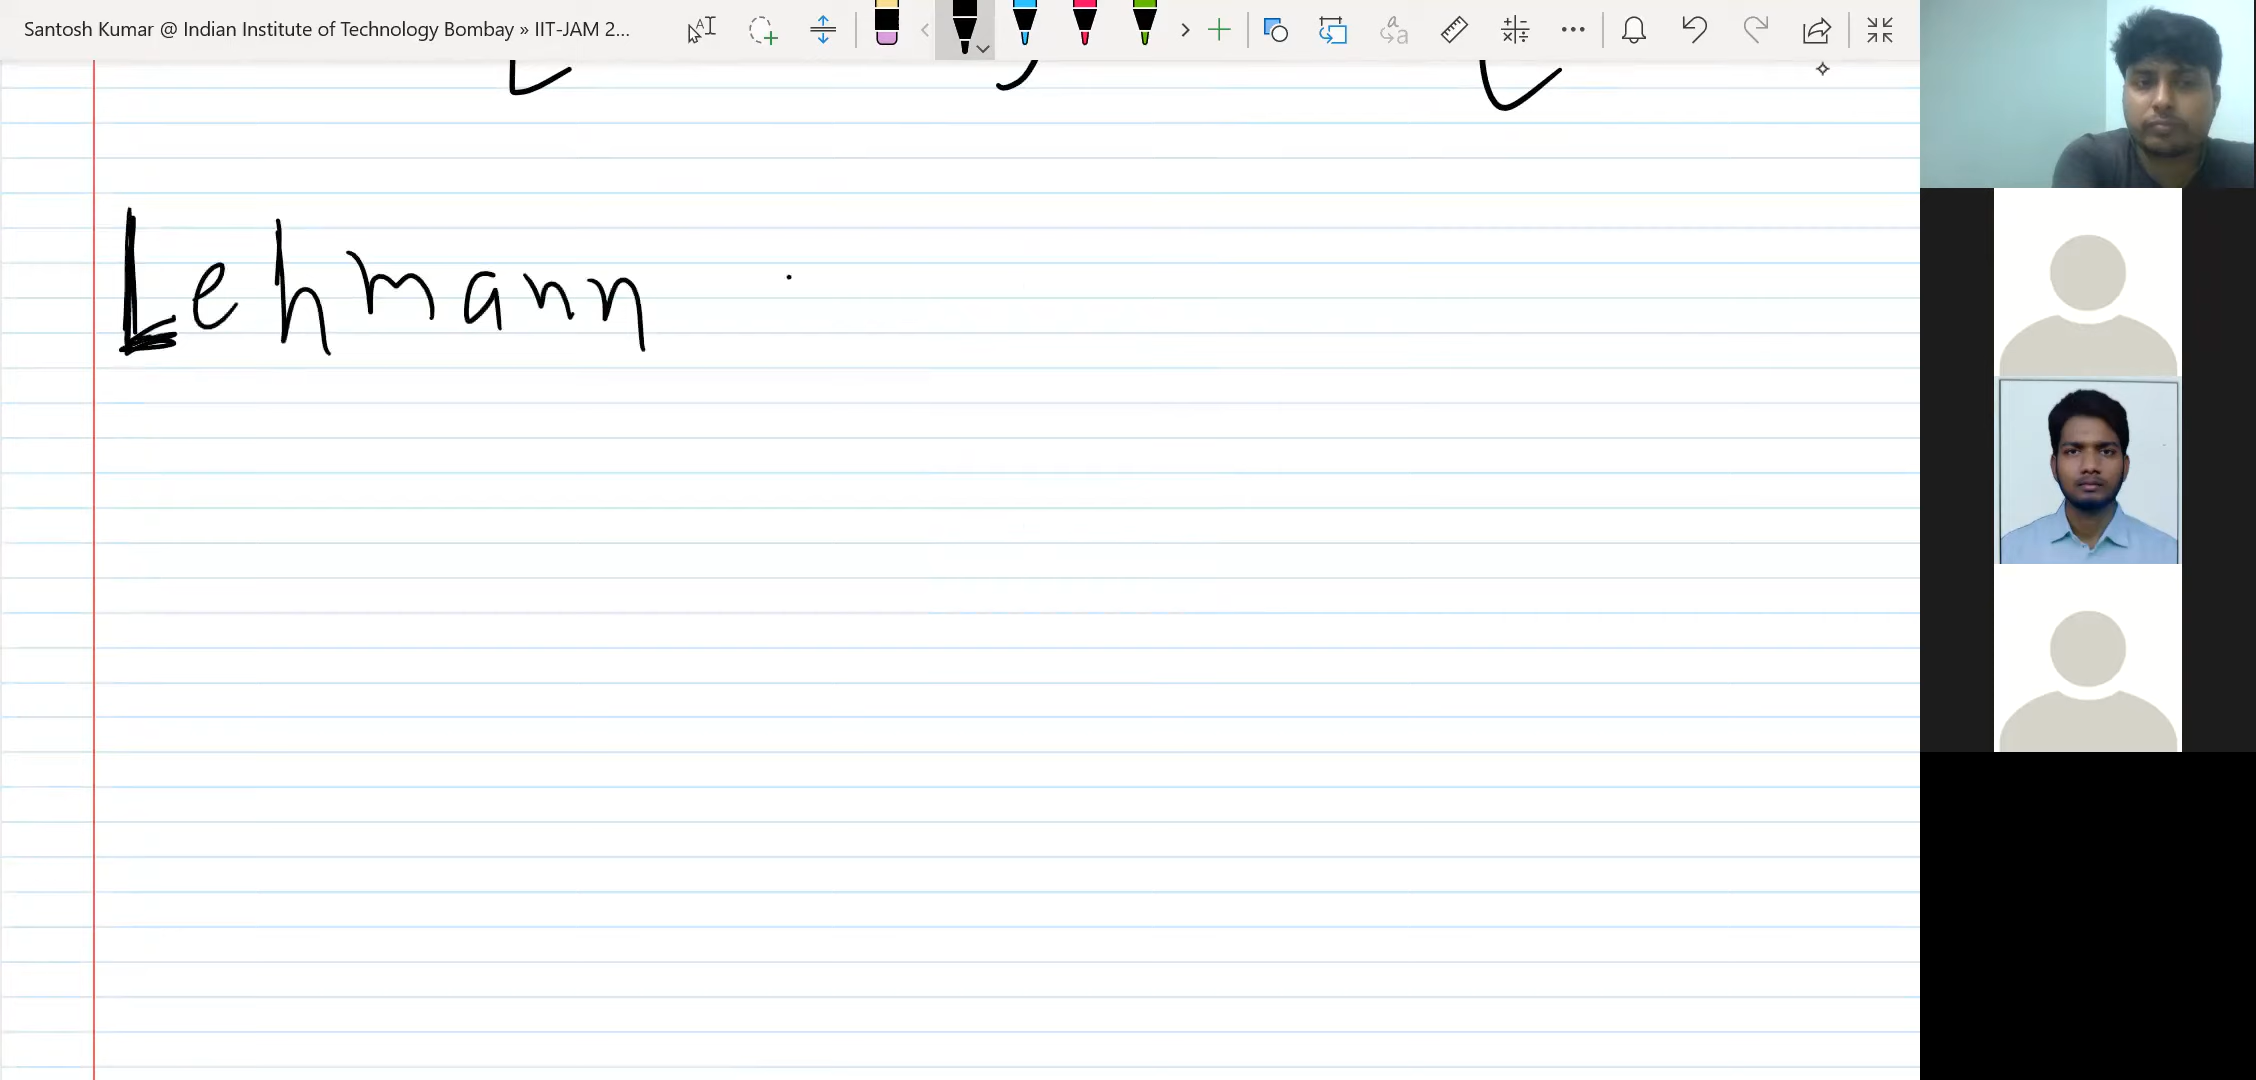 Santosh Kumar @ Indian Institute of Technology Bombay » IIT-JAM 2...
Lehmann